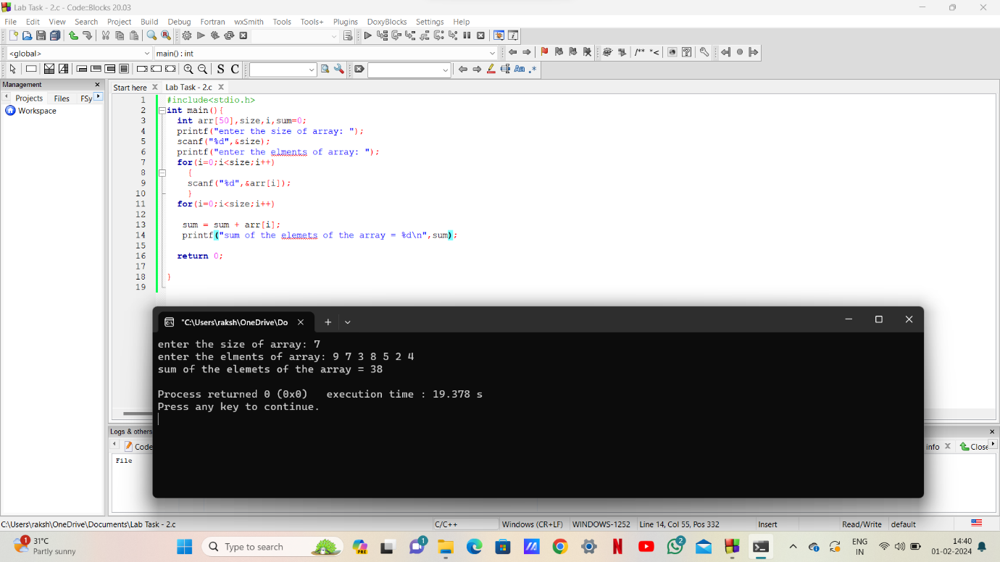 Lab Task - 2.c - Code::Blocks 20.03
File Edit View Search Project Build Debug Fortran wxSmith Tools Tools+ Plugins DoxyBlocks Settings Help
<global> main() : int
/** *<
S C Aa .*
Management
Projects Files FSy
Workspace
Start here Lab Task - 2.c
1 #include<stdio.h>
2 int main(){
3 int arr[50],size,i,sum=0;
4 printf("enter the size of array: ");
5 scanf("%d",&size);
6 printf("enter the elments of array: ");
7 for(i=0;i<size;i++)
8 {
9 scanf("%d",&arr[i]);
10 }
11 for(i=0;i<size;i++)
12
13 sum = sum + arr[i];
14 printf("sum of the elemets of the array = %d\n",sum);
15
16 return 0;
17
18 }
19
"C:\Users\raksh\OneDrive\Do
enter the size of array: 7
enter the elments of array: 9 7 3 8 5 2 4
sum of the elemets of the array = 38
Process returned 0 (0x0) execution time : 19.378 s
Press any key to continue.
Logs & others
Code info Close
File
C:\Users\raksh\OneDrive\Documents\Lab Task - 2.c C/C++ Windows (CR+LF) WINDOWS-1252 Line 14, Col 55, Pos 332 Insert Read/Write default
1 31°C
Partly sunny
Type to search
PRE
1
2
ENG
IN
14:40
01-02-2024